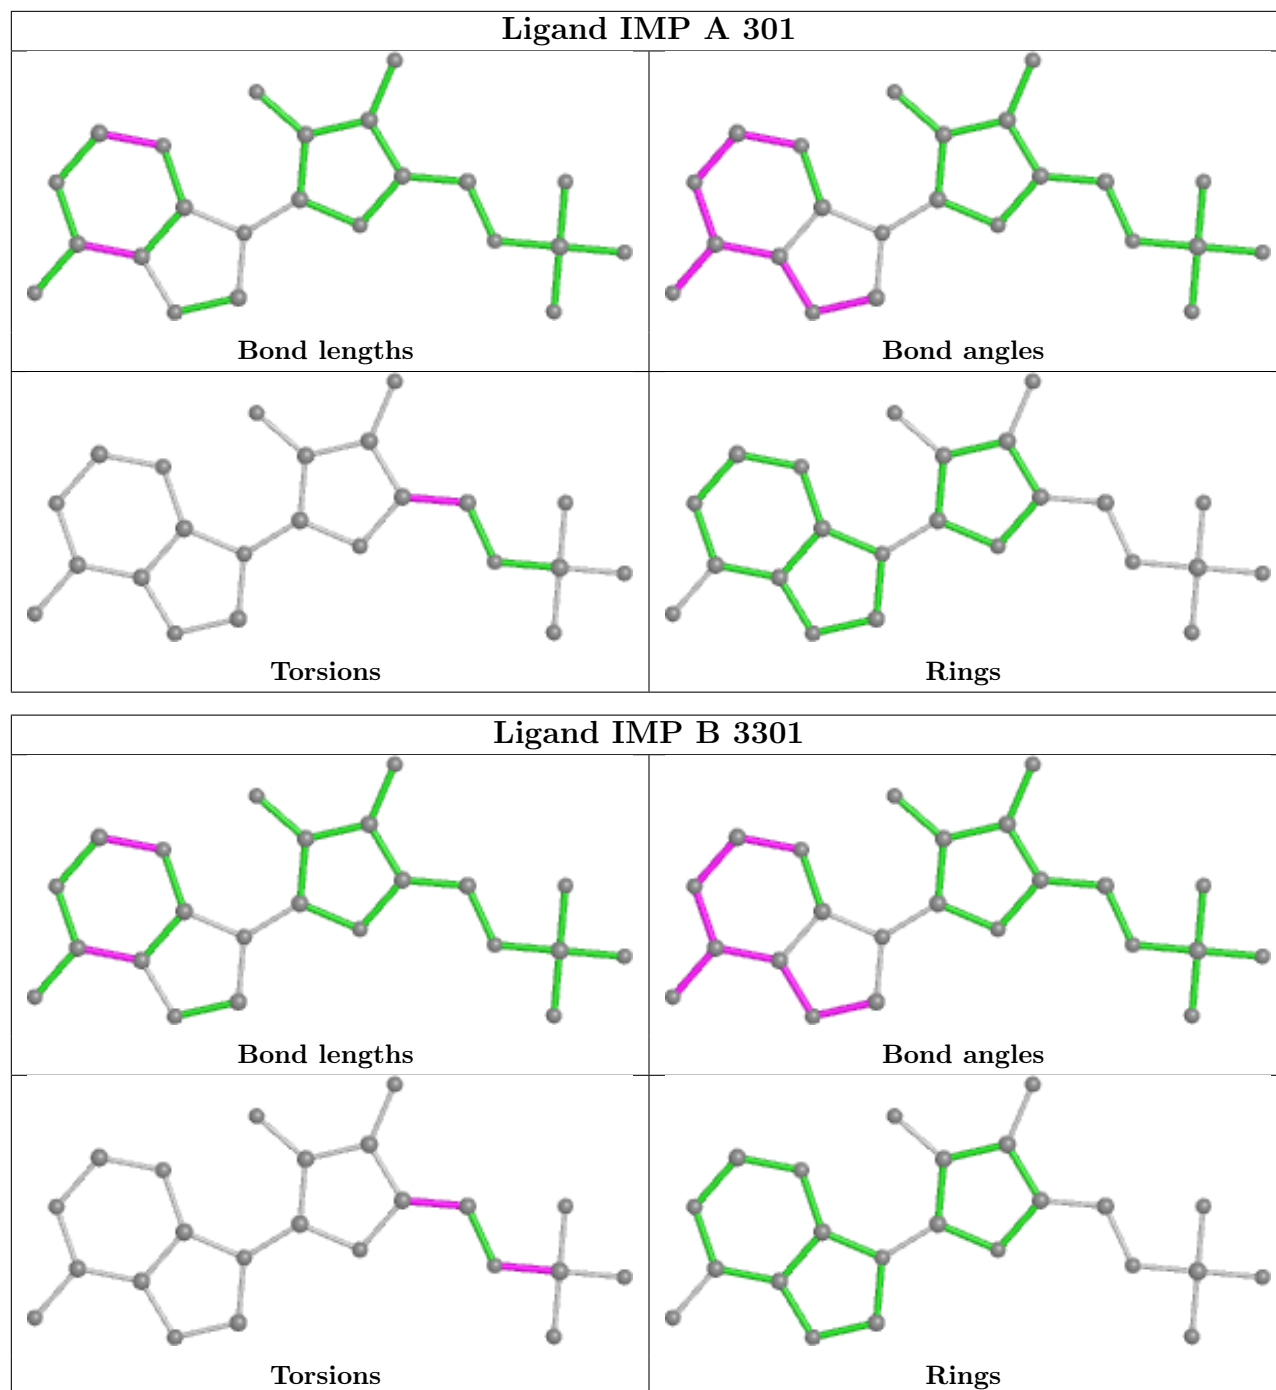 Ligand IMP A 301
Bond lengths
Bond angles
Torsions
Rings
Ligand IMP B 3301
Bond lengths
Bond angles
Torsions
Rings